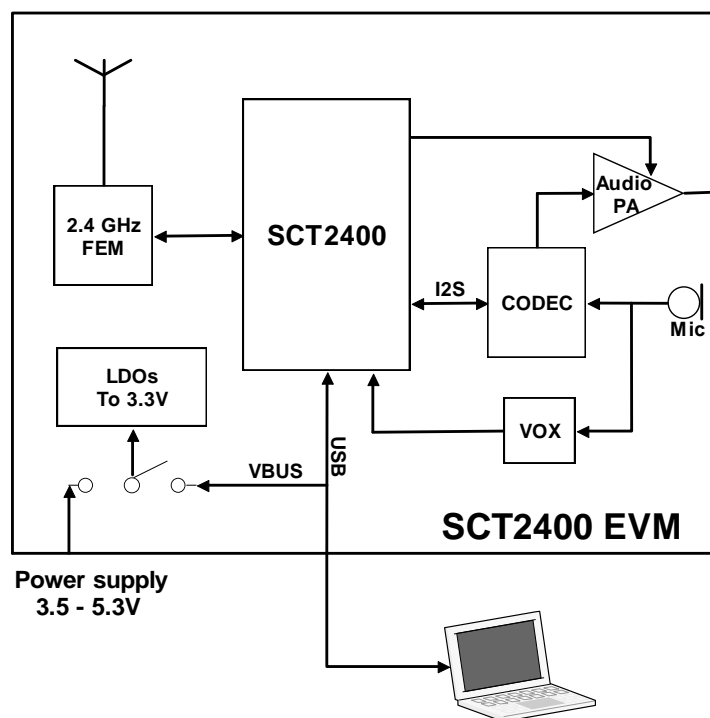 2.4 GHz
FEM
SCT2400
Audio
PA
I2S
CODEC
Mic
LDOs
To 3.3V
VOX
USB
VBUS
SCT2400 EVM
Power supply
3.5 - 5.3V